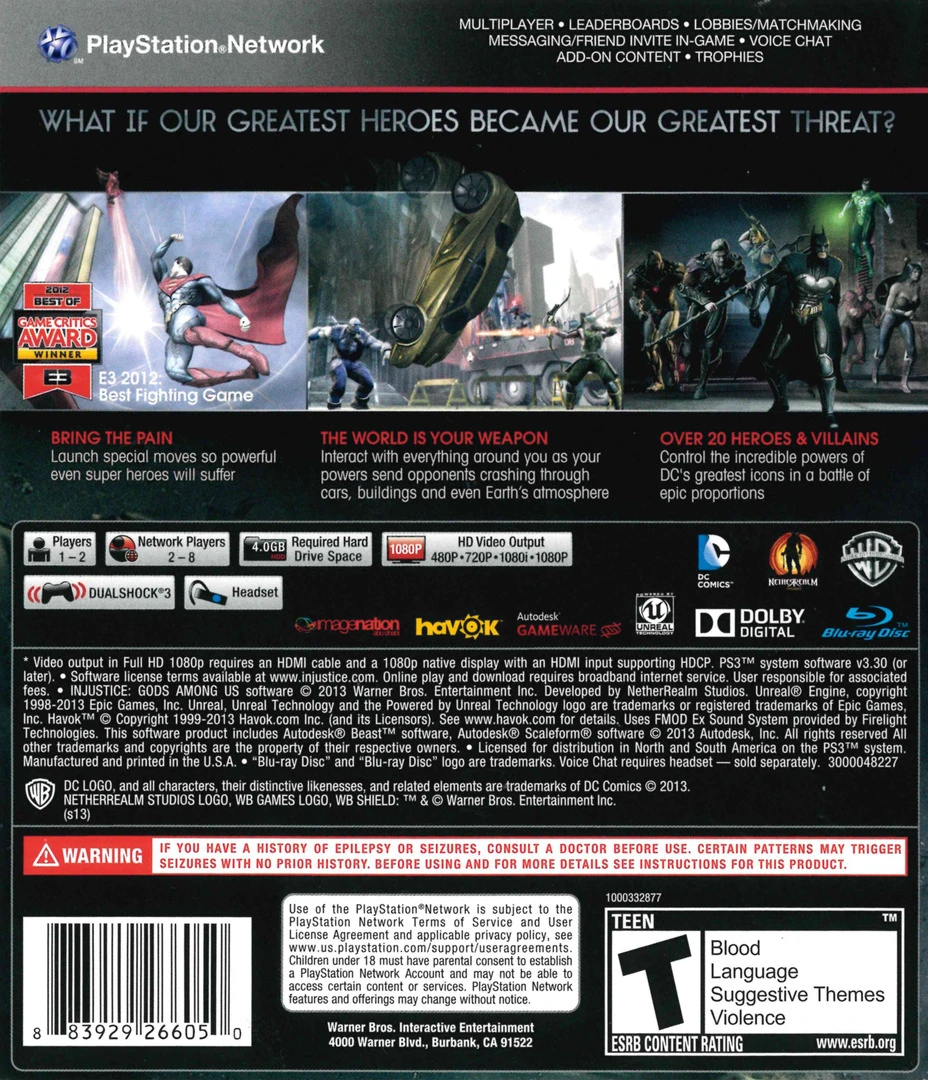 PlayStation®Network
SM
MULTIPLAYER • LEADERBOARDS • LOBBIES/MATCHMAKING
MESSAGING/FRIEND INVITE IN-GAME • VOICE CHAT
ADD-ON CONTENT • TROPHIES
WHAT IF OUR GREATEST HEROES BECAME OUR GREATEST THREAT?
2012
BEST OF
GAME CRITICS
AWARD
WINNER
E3
E3 2012:
Best Fighting Game
BRING THE PAIN
Launch special moves so powerful
even super heroes will suffer
THE WORLD IS YOUR WEAPON
Interact with everything around you as your
powers send opponents crashing through
cars, buildings and even Earth's atmosphere
OVER 20 HEROES & VILLAINS
Control the incredible powers of
DC's greatest icons in a battle of
epic proportions
Players
1 – 2
Network Players
2 – 8
4.0GB
HDD
Required Hard
Drive Space
1080P
HD Video Output
480P•720P•1080i•1080P
DUALSHOCK®3
Headset
DC
COMICS™
NETHERREALM
WB
imagenation
abu dhabi
havok
Autodesk®
GAMEWARE
POWERED BY
UNREAL
TECHNOLOGY
DOLBY
DIGITAL
Blu-ray Disc™
* Video output in Full HD 1080p requires an HDMI cable and a 1080p native display with an HDMI input supporting HDCP. PS3™ system software v3.30 (or
later). • Software license terms available at www.injustice.com. Online play and download requires broadband internet service. User responsible for associated
fees. • INJUSTICE: GODS AMONG US software © 2013 Warner Bros. Entertainment Inc. Developed by NetherRealm Studios. Unreal® Engine, copyright
1998-2013 Epic Games, Inc. Unreal, Unreal Technology and the Powered by Unreal Technology logo are trademarks or registered trademarks of Epic Games,
Inc. Havok™ © Copyright 1999-2013 Havok.com Inc. (and its Licensors). See www.havok.com for details. Uses FMOD Ex Sound System provided by Firelight
Technologies. This software product includes Autodesk® Beast™ software, Autodesk® Scaleform® software © 2013 Autodesk, Inc. All rights reserved All
other trademarks and copyrights are the property of their respective owners. • Licensed for distribution in North and South America on the PS3™ system.
Manufactured and printed in the U.S.A. • "Blu-ray Disc" and "Blu-ray Disc" logo are trademarks. Voice Chat requires headset — sold separately. 3000048227
WB
DC LOGO, and all characters, their distinctive likenesses, and related elements are trademarks of DC Comics © 2013.
NETHERREALM STUDIOS LOGO, WB GAMES LOGO, WB SHIELD: ™ & © Warner Bros. Entertainment Inc.
(s13)
WARNING
IF YOU HAVE A HISTORY OF EPILEPSY OR SEIZURES, CONSULT A DOCTOR BEFORE USE. CERTAIN PATTERNS MAY TRIGGER
SEIZURES WITH NO PRIOR HISTORY. BEFORE USING AND FOR MORE DETAILS SEE INSTRUCTIONS FOR THIS PRODUCT.
8 83929 26605 0
Use of the PlayStation®Network is subject to the
PlayStation Network Terms of Service and User
License Agreement and applicable privacy policy, see
www.us.playstation.com/support/useragreements.
Children under 18 must have parental consent to establish
a PlayStation Network Account and may not be able to
access certain content or services. PlayStation Network
features and offerings may change without notice.
Warner Bros. Interactive Entertainment
4000 Warner Blvd., Burbank, CA 91522
1000332877
TEEN
™
T
Blood
Language
Suggestive Themes
Violence
ESRB CONTENT RATING
www.esrb.org